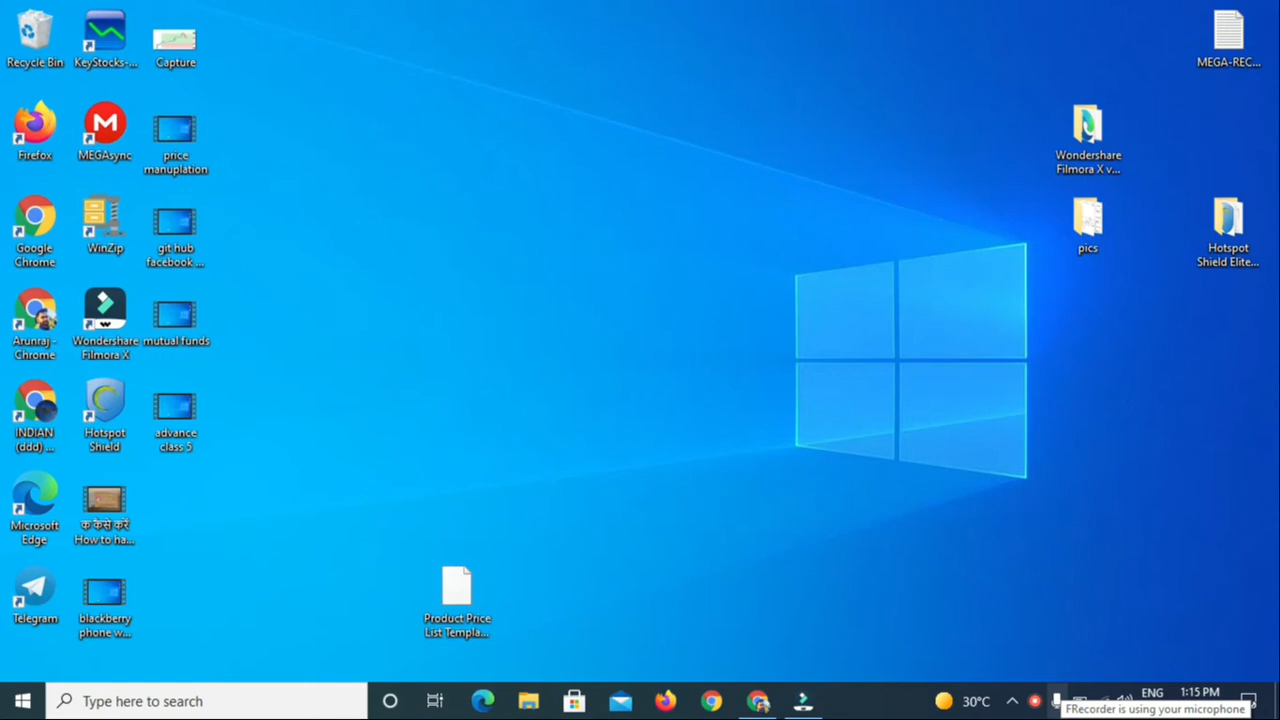 Recycle Bin
KeyStocks-...
Capture
MEGA-REC...
Firefox
MEGAsync
price
manuplation
Wondershare
Filmora X v...
Google
Chrome
WinZip
git hub
facebook ...
pics
Hotspot
Shield Elite...
Arunraj -
Chrome
Wondershare
Filmora X
mutual funds
INDIAN
(ddd) ...
Hotspot
Shield
advance
class 5
Microsoft
Edge
क कैसे करें
How to ha...
Telegram
blackberry
phone w...
Product Price
List Templa...
Type here to search
30°C
ENG
1:15 PM
FRecorder is using your microphone